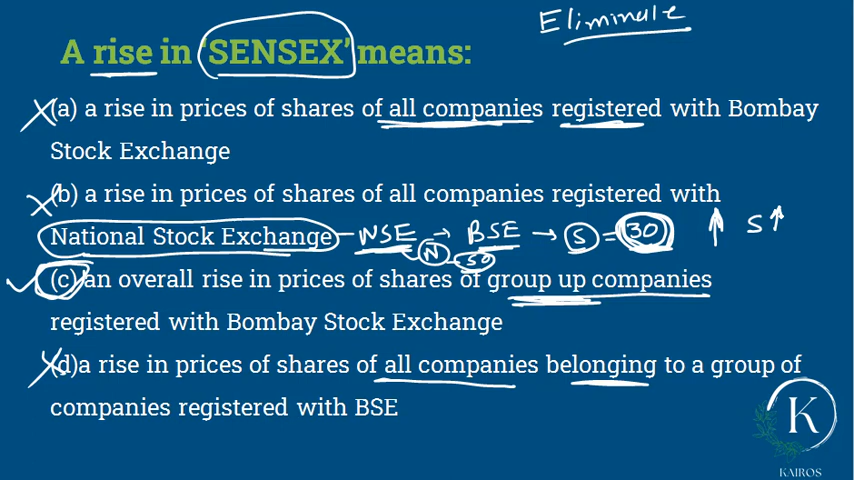 Eliminate
A rise in 'SENSEX' means:
(a) a rise in prices of shares of all companies registered with Bombay
Stock Exchange
(b) a rise in prices of shares of all companies registered with
National Stock Exchange NSE → BSE → S = 30 ↑ S↑
N 50
(c) an overall rise in prices of shares of group up companies
registered with Bombay Stock Exchange
(d)a rise in prices of shares of all companies belonging to a group of
companies registered with BSE
K
KAIROS